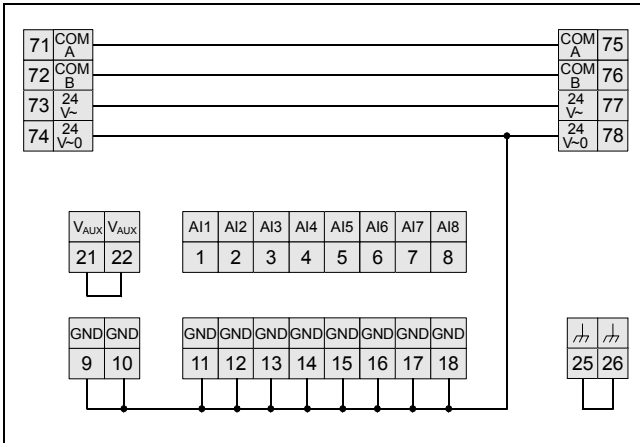 71 COM A COM A 75
72 COM B COM B 76
73 24 V~ 24 V~ 77
74 24 V~0 24 V~0 78
VAUX VAUX AI1 AI2 AI3 AI4 AI5 AI6 AI7 AI8
21 22 1 2 3 4 5 6 7 8
GND GND GND GND GND GND GND GND GND GND
9 10 11 12 13 14 15 16 17 18 25 26